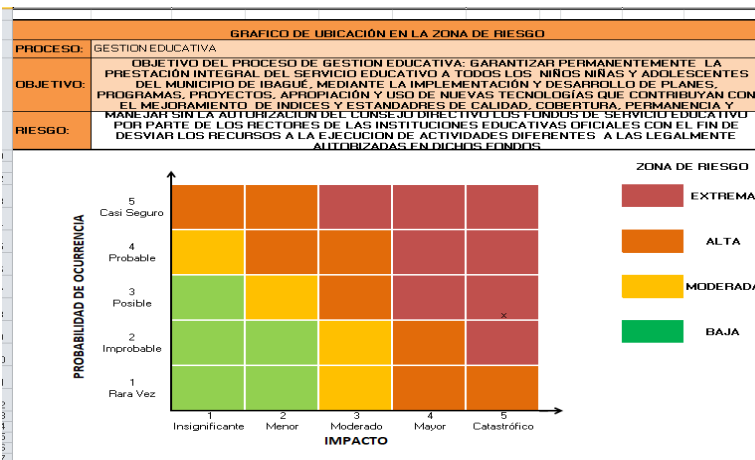 GRAFICO DE UBICACIÓN EN LA ZONA DE RIESGO
PROCESO: GESTION EDUCATIVA
OBJETIVO: OBJETIVO DEL PROCESO DE GESTION EDUCATIVA: GARANTIZAR PERMANENTEMENTE LA
PRESTACIÓN INTEGRAL DEL SERVICIO EDUCATIVO A TODOS LOS NIÑOS NIÑAS Y ADOLESCENTES
DEL MUNICIPIO DE IBAGUÉ, MEDIANTE LA IMPLEMENTACIÓN Y DESARROLLO DE PLANES,
PROGRAMAS, PROYECTOS, APROPIACIÓN Y USO DE NUEVAS TECNOLOGÍAS QUE CONTRIBUYAN CON
EL MEJORAMIENTO DE INDICES Y ESTANDARES DE CALIDAD, COBERTURA, PERMANENCIA Y
RIESGO: MANEJAR SIN LA AUTORIZACIÓN DEL CONSEJO DIRECTIVO LOS FONDOS DE SERVICIO EDUCATIVO
POR PARTE DE LOS RECTORES DE LAS INSTITUCIONES EDUCATIVAS OFICIALES CON EL FIN DE
DESVIAR LOS RECURSOS A LA EJECUCION DE ACTIVIDADES DIFERENTES A LAS LEGALMENTE
AUTORIZADAS EN DICHOS FONDOS
ZONA DE RIESGO
EXTREMA
ALTA
MODERADA
BAJA
PROBABILIDAD DE OCURRENCIA
5
Casi Seguro
4
Probable
3
Posible
x
2
Improbable
1
Rara Vez
1 2 3 4 5
Insignificante Menor Moderado Mayor Catastrófico
IMPACTO